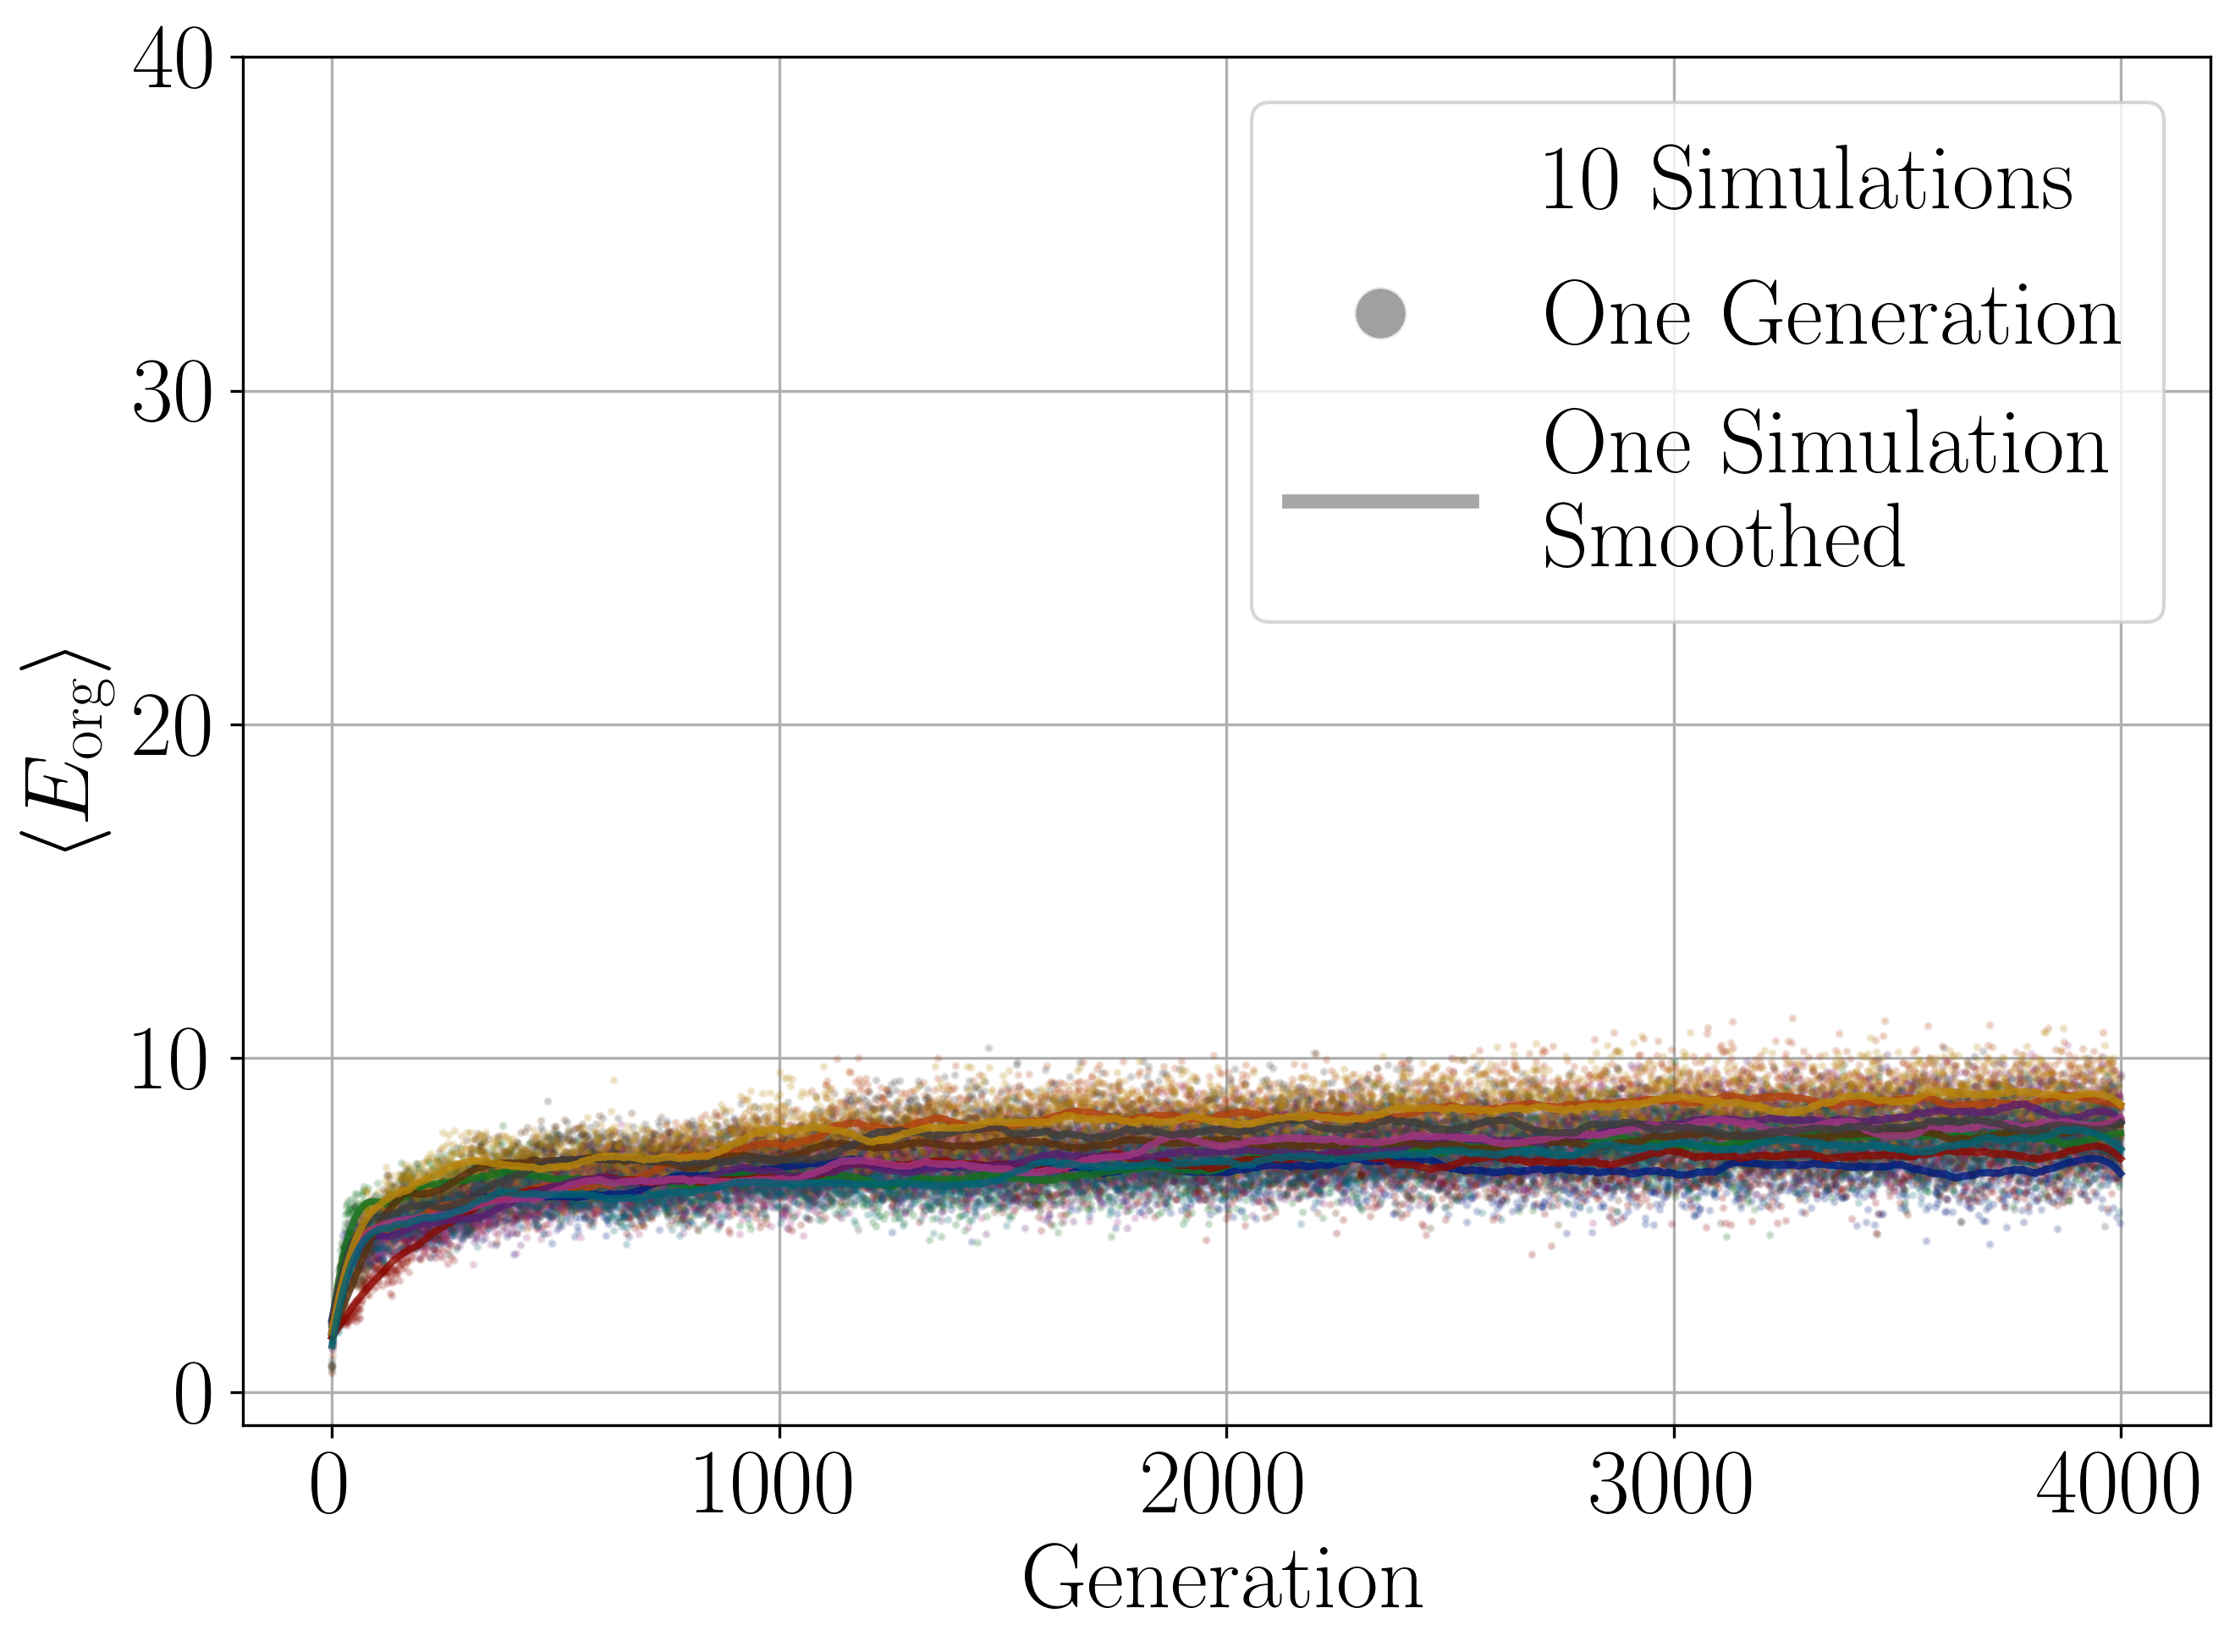 40
30
20
10
0
⟨E_org⟩
10 Simulations
One Generation
One Simulation
Smoothed
0 1000 2000 3000 4000
Generation